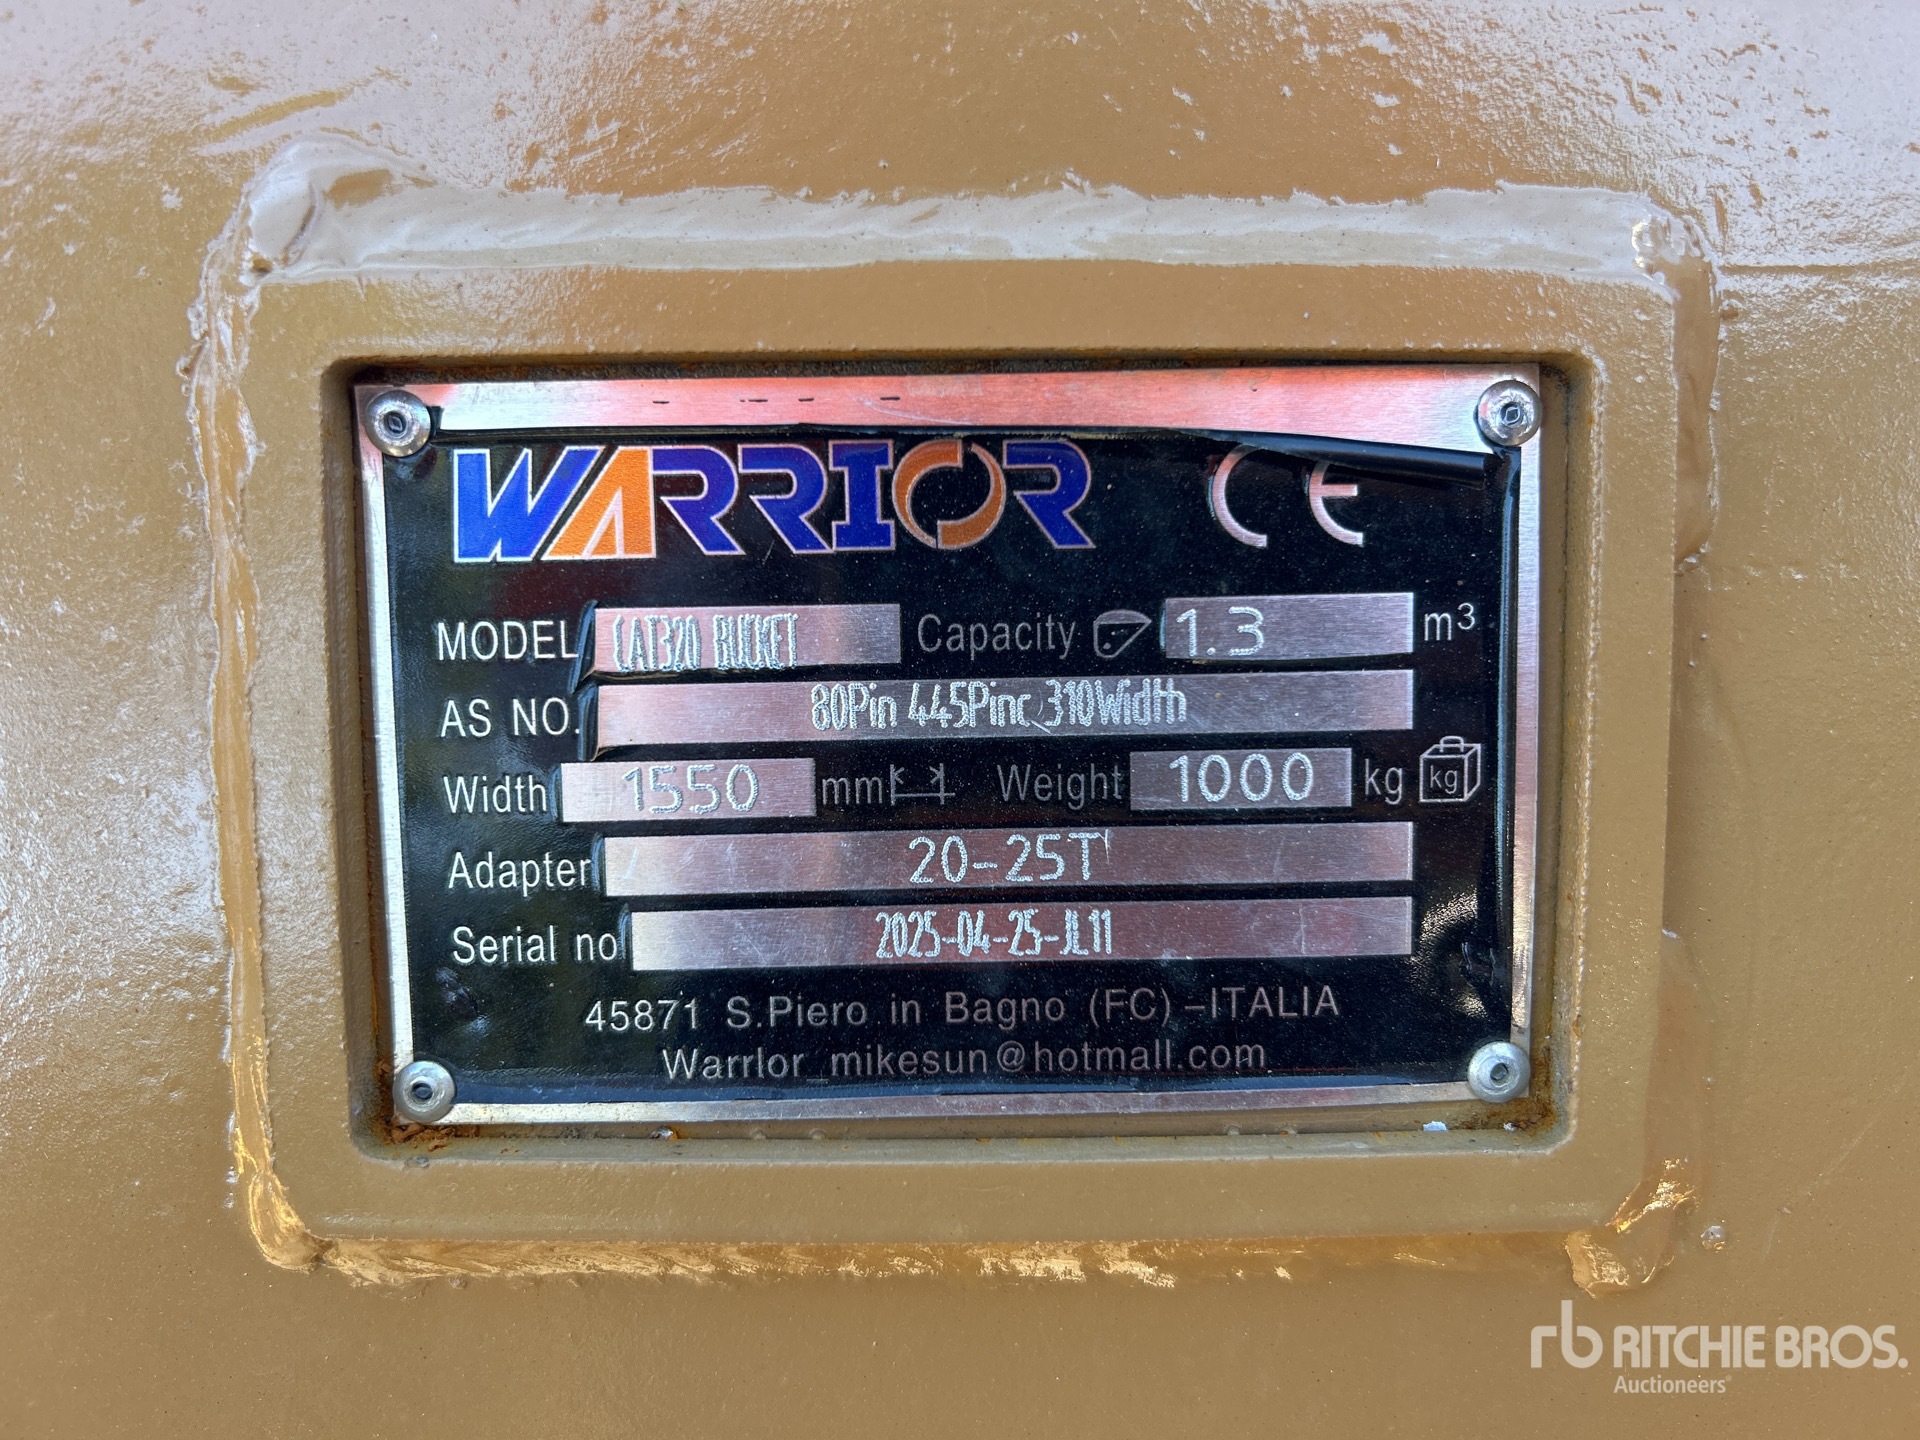 WARRIOR CE
MODEL CAT320 BUCKET Capacity 1.3 m³
AS NO. 80Pin 445Pinc 310Width
Width 1550 mm Weight 1000 kg kg
Adapter 20-25T
Serial no 2025-04-25-JL11
45871 S.Piero in Bagno (FC) -ITALIA
Warrlor_mikesun@hotmall.com
rb RITCHIE BROS.
Auctioneers